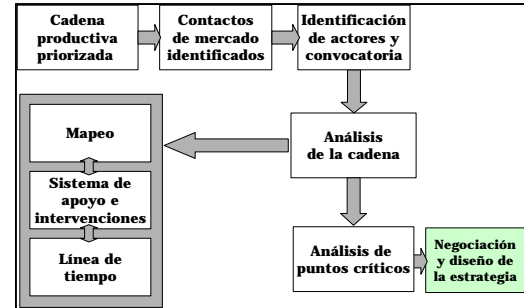 Cadena
productiva
priorizada
Contactos
de mercado
identificados
Identificación
de actores y
convocatoria
Análisis
de la cadena
Mapeo
Sistema de
apoyo e
intervenciones
Línea de
tiempo
Análisis de
puntos críticos
Negociación
y diseño de
la estrategia